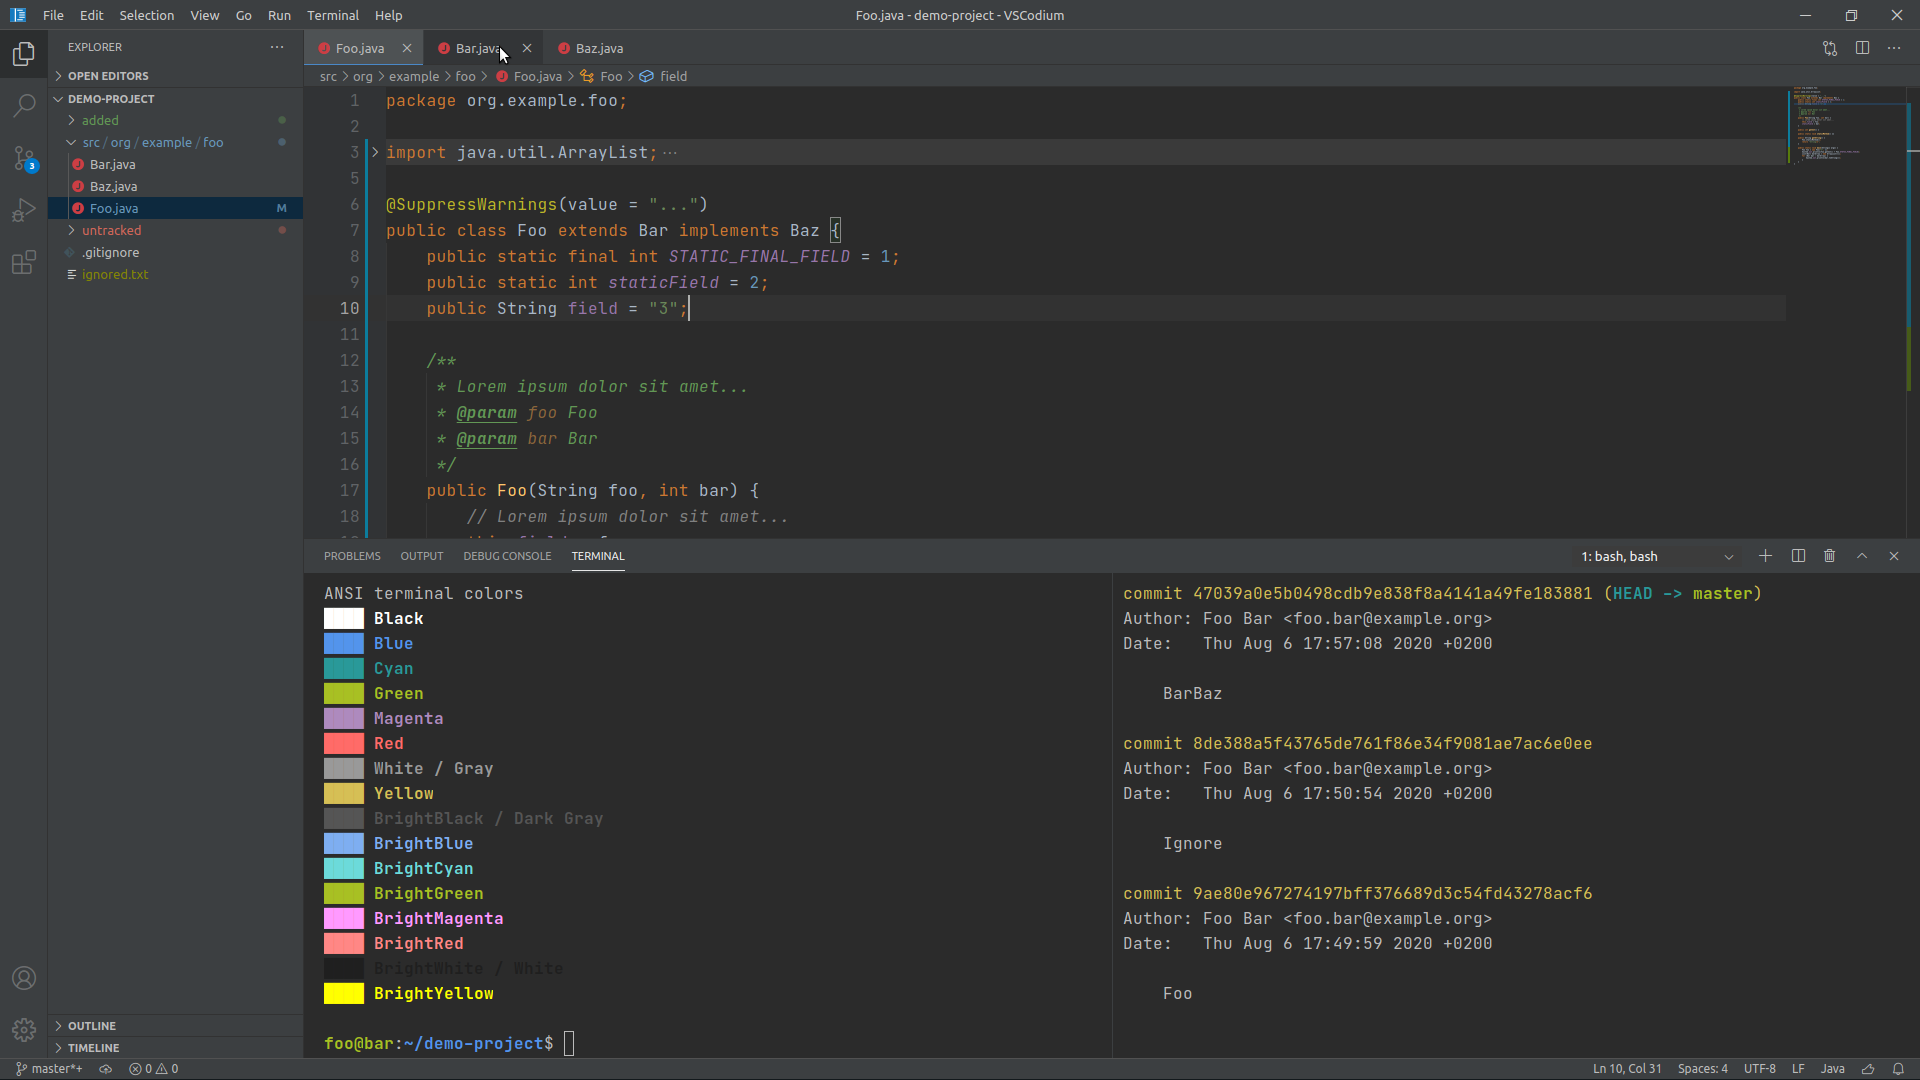 File Edit Selection View Go Run Terminal Help
Foo.java - demo-project - VSCodium
EXPLORER
OPEN EDITORS
DEMO-PROJECT
added
src / org / example / foo
Bar.java
Baz.java
Foo.java M
untracked
.gitignore
ignored.txt
OUTLINE
TIMELINE
3
Foo.java
Bar.java
Baz.java
src > org > example > foo > Foo.java > Foo > field
1 package org.example.foo;
2
3 import java.util.ArrayList; ...
5
6 @SuppressWarnings(value = "...")
7 public class Foo extends Bar implements Baz {
8 public static final int STATIC_FINAL_FIELD = 1;
9 public static int staticField = 2;
10 public String field = "3";
11
12 /**
13 * Lorem ipsum dolor sit amet...
14 * @param foo Foo
15 * @param bar Bar
16 */
17 public Foo(String foo, int bar) {
18 // Lorem ipsum dolor sit amet...
PROBLEMS OUTPUT DEBUG CONSOLE TERMINAL
1: bash, bash
ANSI terminal colors
Black
Blue
Cyan
Green
Magenta
Red
White / Gray
Yellow
BrightBlack / Dark Gray
BrightBlue
BrightCyan
BrightGreen
BrightMagenta
BrightRed
BrightWhite / White
BrightYellow
foo@bar:~/demo-project$
commit 47039a0e5b0498cdb9e838f8a4141a49fe183881 (HEAD -> master)
Author: Foo Bar <foo.bar@example.org>
Date: Thu Aug 6 17:57:08 2020 +0200
BarBaz
commit 8de388a5f43765de761f86e34f9081ae7ac6e0ee
Author: Foo Bar <foo.bar@example.org>
Date: Thu Aug 6 17:50:54 2020 +0200
Ignore
commit 9ae80e967274197bff376689d3c54fd43278acf6
Author: Foo Bar <foo.bar@example.org>
Date: Thu Aug 6 17:49:59 2020 +0200
Foo
master*+ 0 0
Ln 10, Col 31 Spaces: 4 UTF-8 LF Java